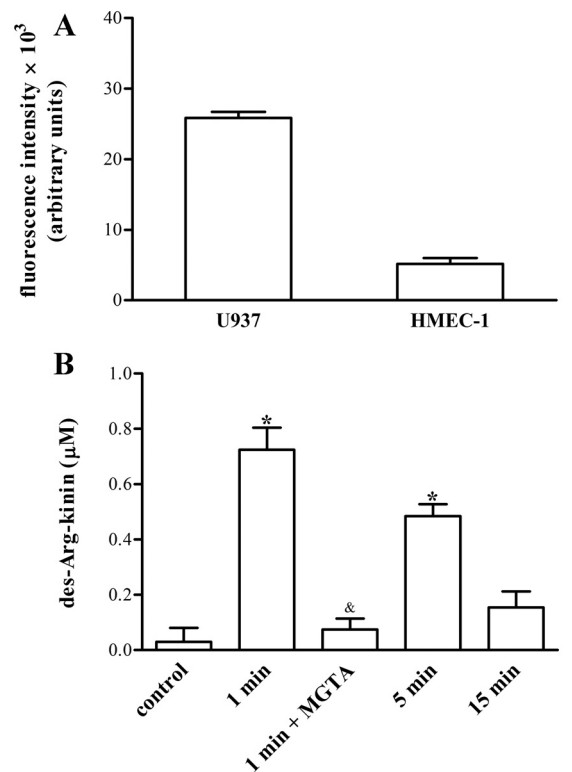 A
fluorescence intensity × 10³
(arbitrary units)
40
30
20
10
0
U937 HMEC-1
B
des-Arg-kinin (μM)
1.0
0.8
0.6
0.4
0.2
0.0
*
&
*
control 1 min 1 min + MGTA 5 min 15 min